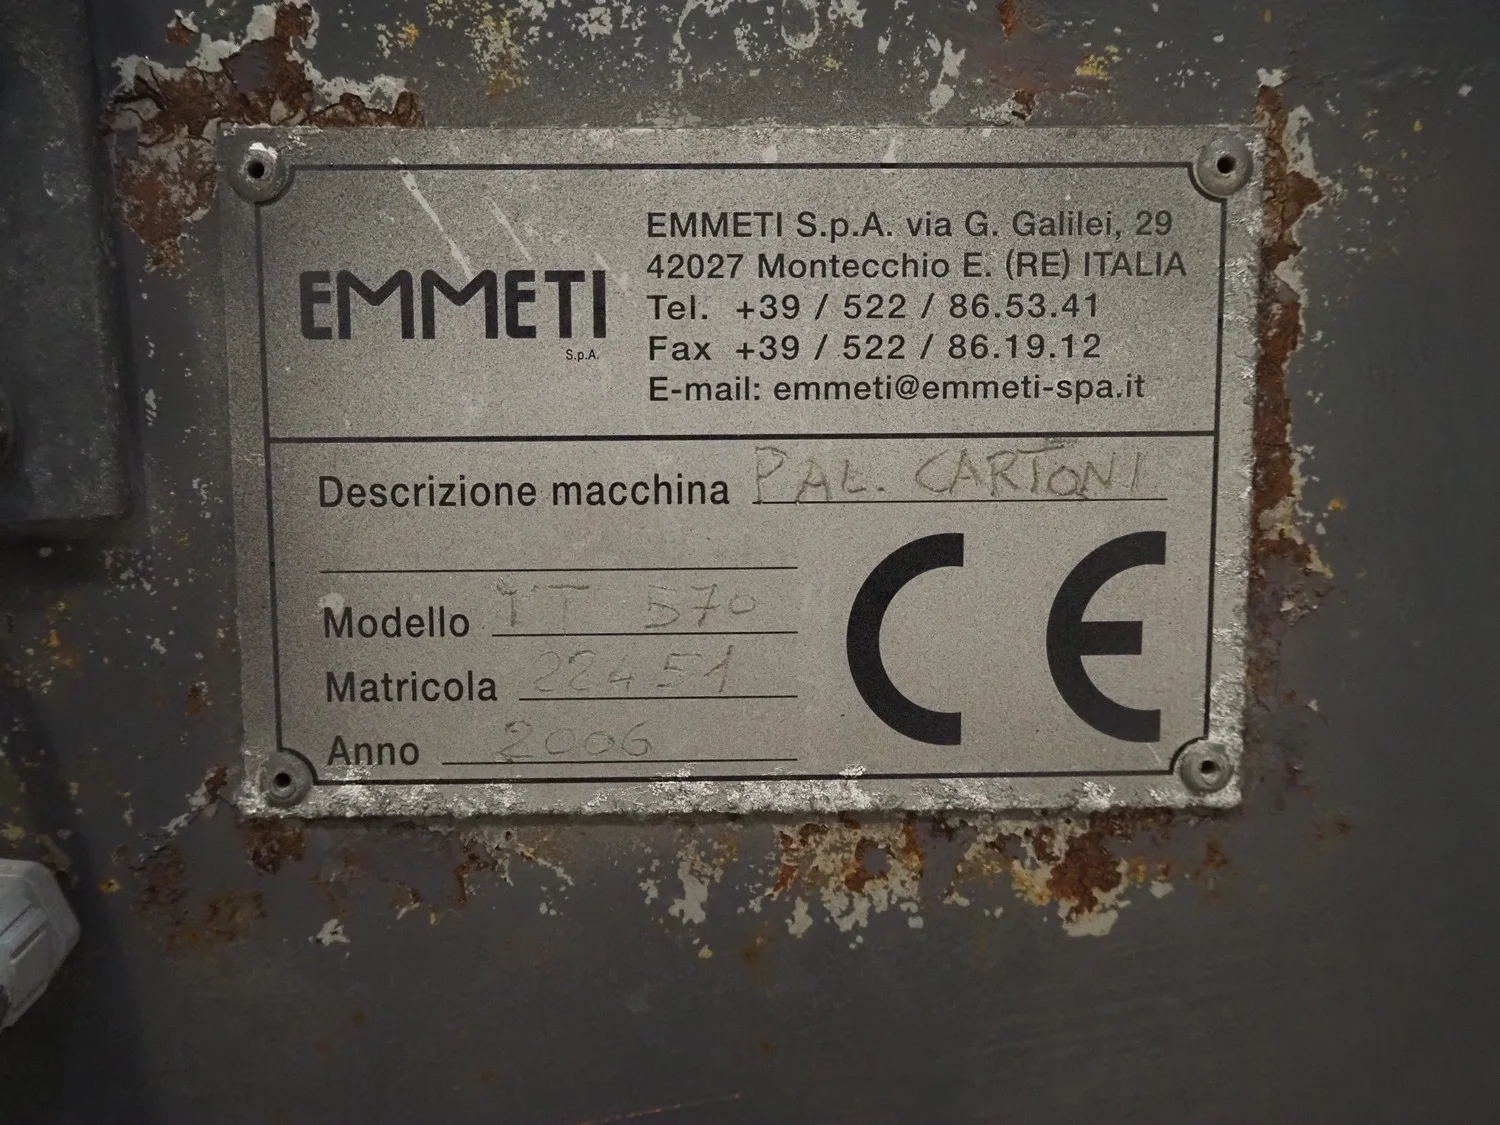 EMMETI
S.p.A.
EMMETI S.p.A. via G. Galilei, 29
42027 Montecchio E. (RE) ITALIA
Tel. +39 / 522 / 86.53.41
Fax +39 / 522 / 86.19.12
E-mail: emmeti@emmeti-spa.it
Descrizione macchina PAL. CARTONI
Modello 570
Matricola 22451
Anno 2006
CE